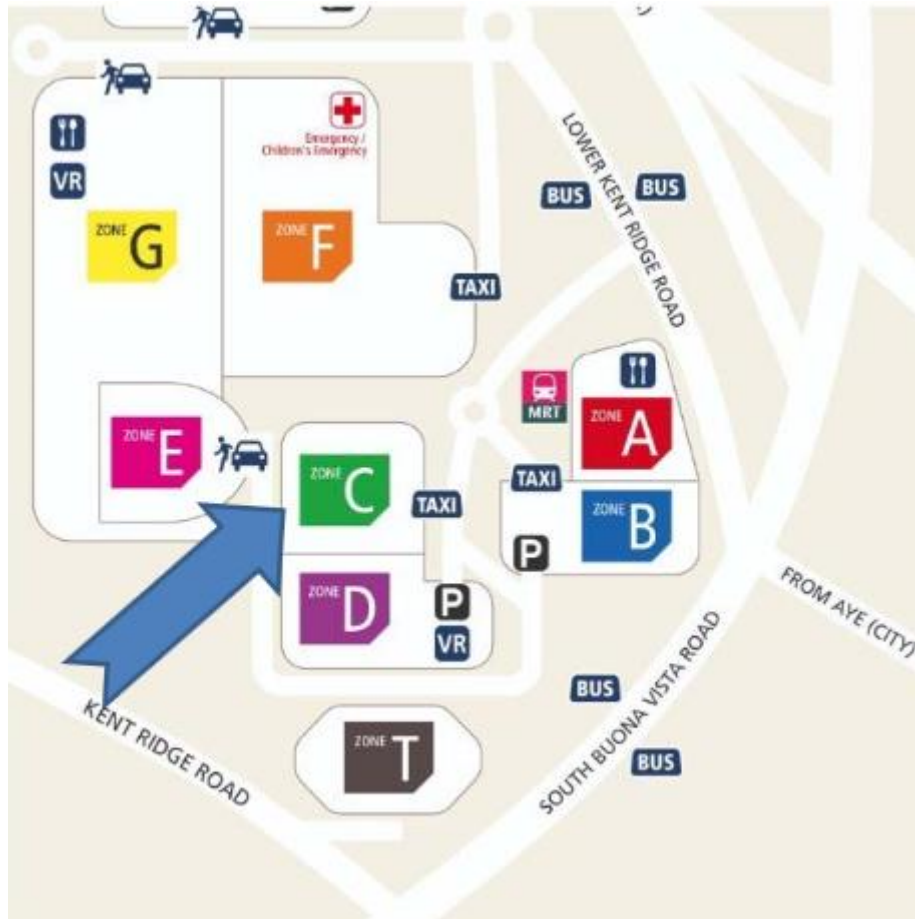 P
Emergency /
Children's Emergency
LOWER KENT RIDGE ROAD
BUS
BUS
VR
ZONE G
ZONE F
TAXI
MRT
ZONE A
ZONE E
ZONE C
TAXI
TAXI
ZONE B
P
ZONE D
P
VR
FROM AYE (CITY)
BUS
KENT RIDGE ROAD
ZONE T
SOUTH BUONA VISTA ROAD
BUS